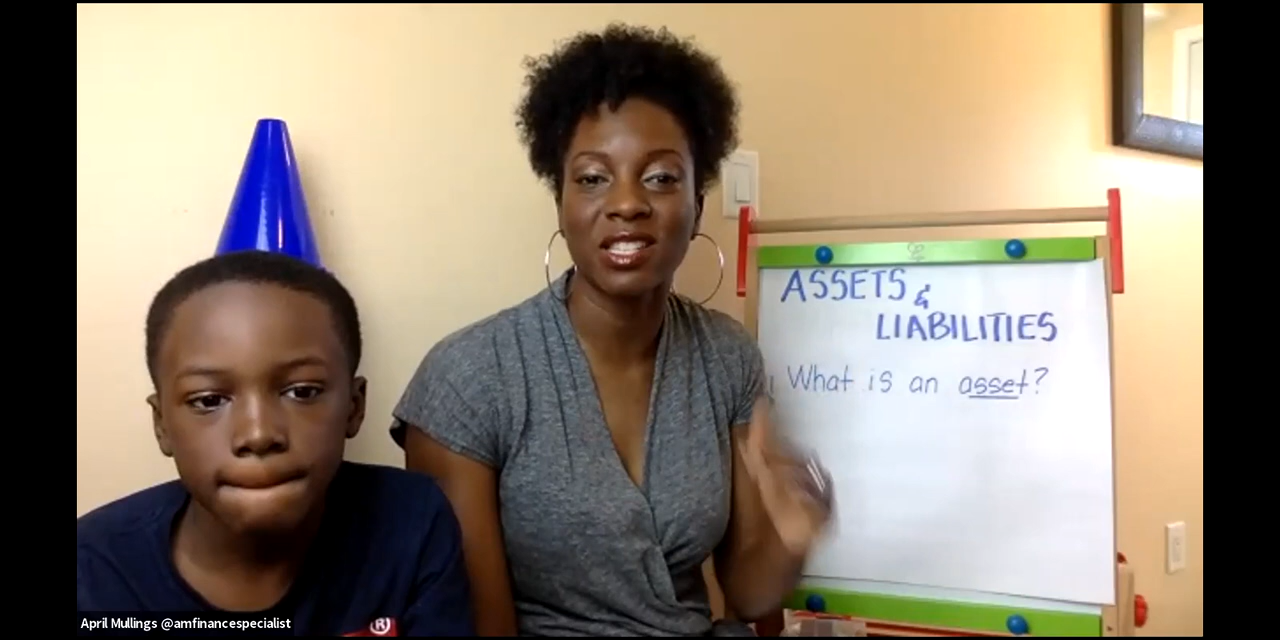 ASSETS &
LIABILITIES
What is an asset?
April Mullings @amfinancespecialist
®